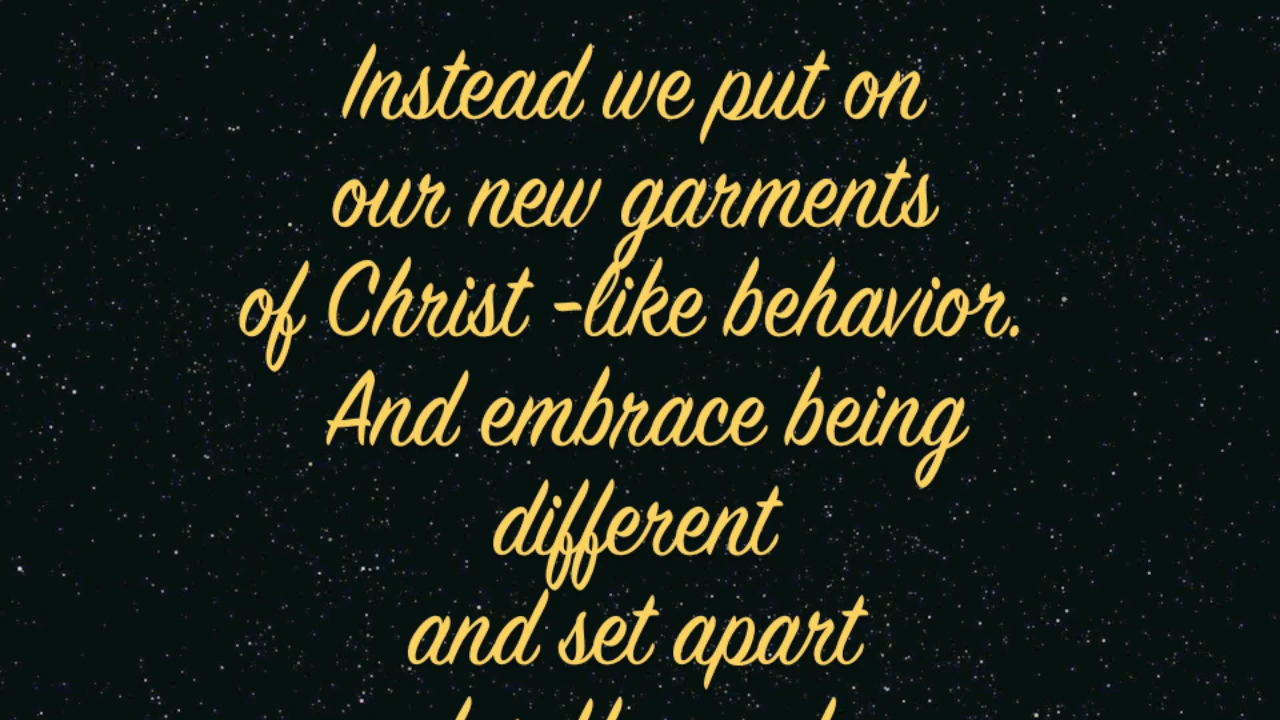 Instead we put on
our new garments
of Christ -like behavior.
And embrace being
different
and set apart